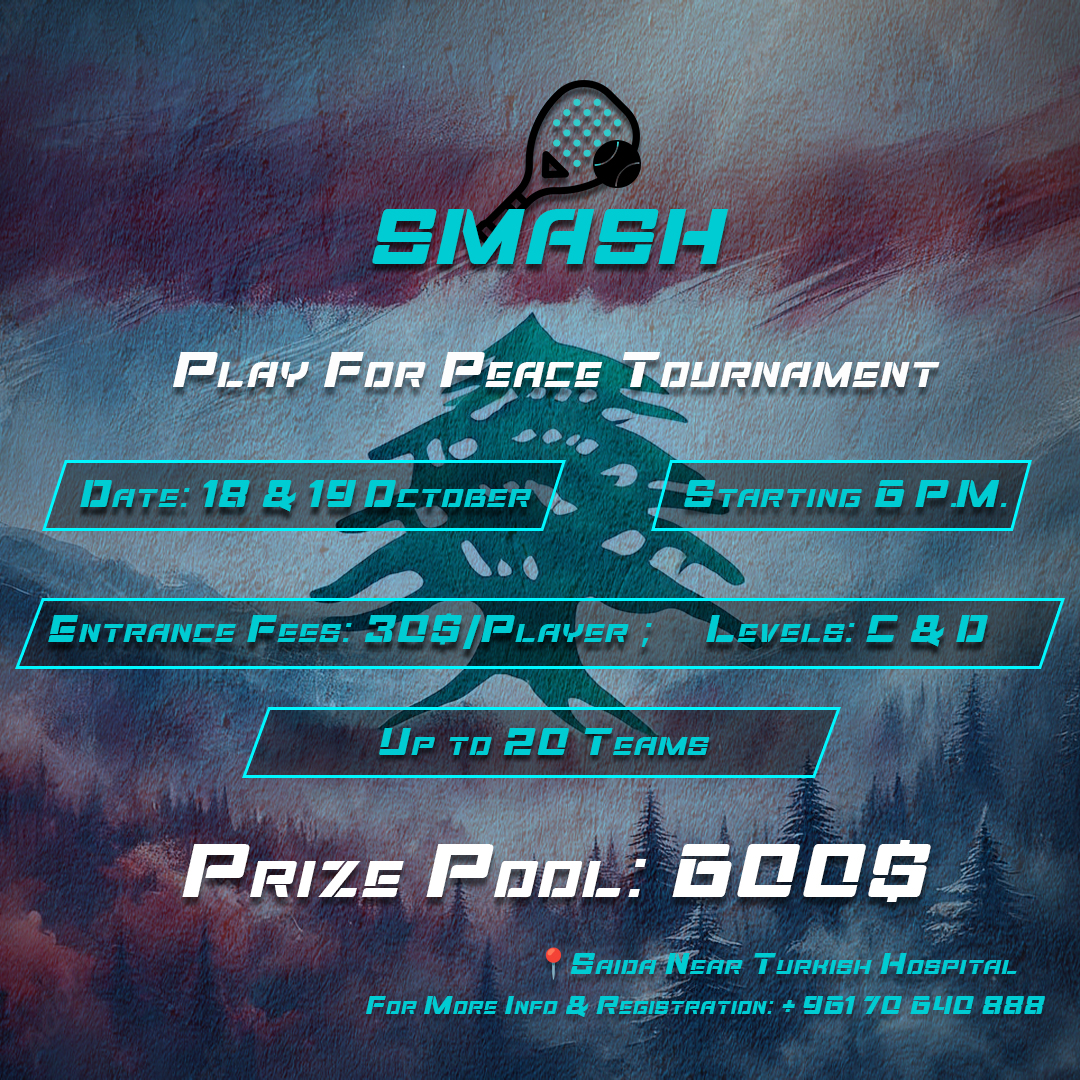 SMASH
Play For Peace Tournament
Date: 18 & 19 October
Starting 6 P.M.
Entrance Fees: 30$/Player ; Levels: C & D
Up to 20 Teams
Prize Pool: 600$
📍Saida Near Turkish Hospital
For More Info & Registration: + 961 70 640 888